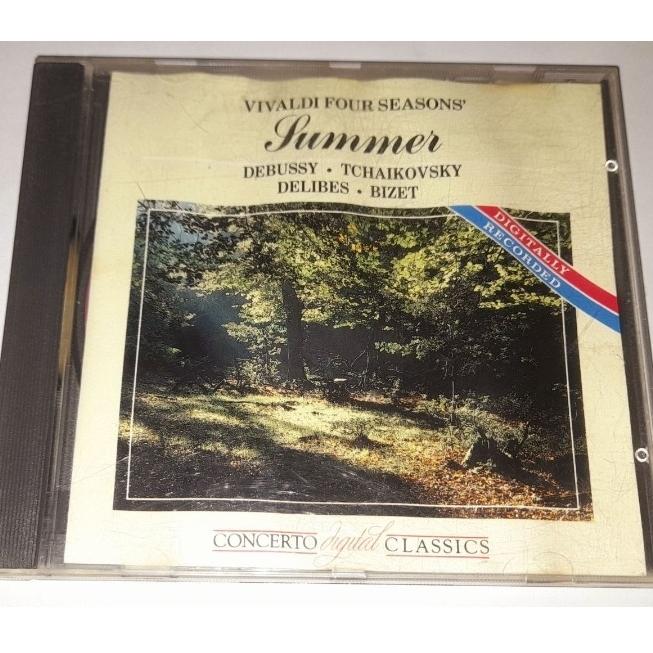 VIVALDI FOUR SEASONS'
Summer
DEBUSSY • TCHAIKOVSKY
DELIBES • BIZET
DIGITALLY
RECORDED
CONCERTO digital CLASSICS